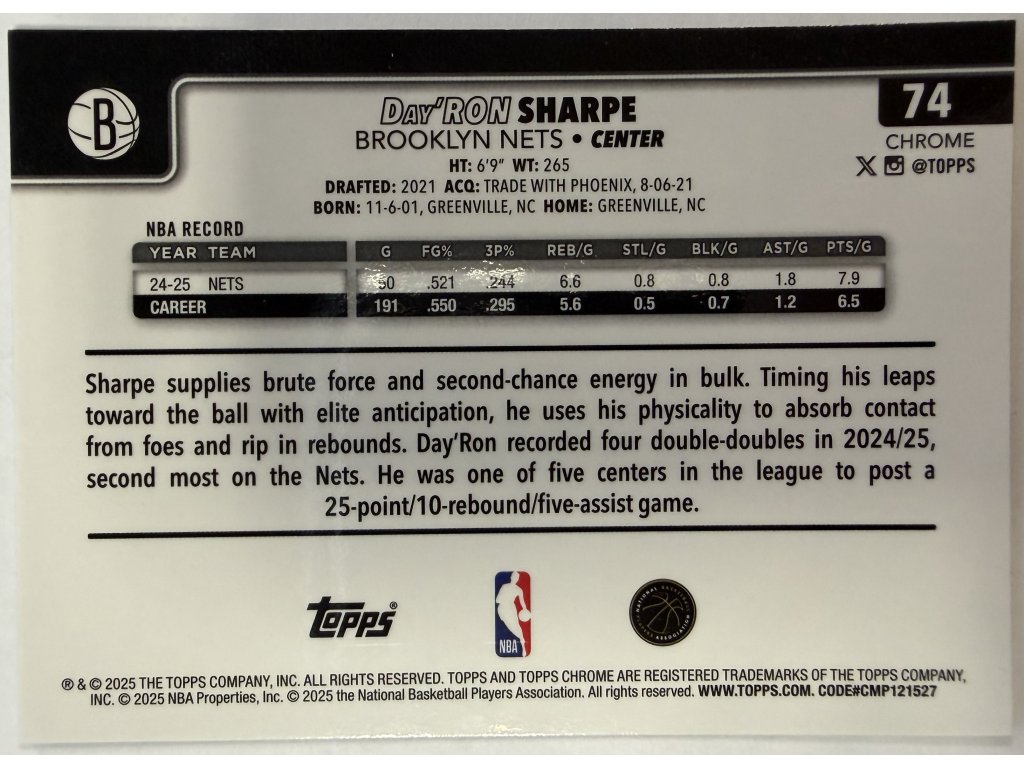 B
DAY'RON SHARPE
74
BROOKLYN NETS • CENTER
CHROME
HT: 6'9" WT: 265
X @TOPPS
DRAFTED: 2021 ACQ: TRADE WITH PHOENIX, 8-06-21
BORN: 11-6-01, GREENVILLE, NC HOME: GREENVILLE, NC
NBA RECORD
YEAR TEAM G FG% 3P% REB/G STL/G BLK/G AST/G PTS/G
24-25 NETS 50 .521 .244 6.6 0.8 0.8 1.8 7.9
CAREER 191 .550 .295 5.6 0.5 0.7 1.2 6.5
Sharpe supplies brute force and second-chance energy in bulk. Timing his leaps
toward the ball with elite anticipation, he uses his physicality to absorb contact
from foes and rip in rebounds. Day'Ron recorded four double-doubles in 2024/25,
second most on the Nets. He was one of five centers in the league to post a
25-point/10-rebound/five-assist game.
topps®
NBA
NATIONAL BASKETBALL PLAYERS ASSOCIATION
® & © 2025 THE TOPPS COMPANY, INC. ALL RIGHTS RESERVED. TOPPS AND TOPPS CHROME ARE REGISTERED TRADEMARKS OF THE TOPPS COMPANY,
INC. © 2025 NBA Properties, Inc. © 2025 the National Basketball Players Association. All rights reserved. WWW.TOPPS.COM. CODE#CMP121527